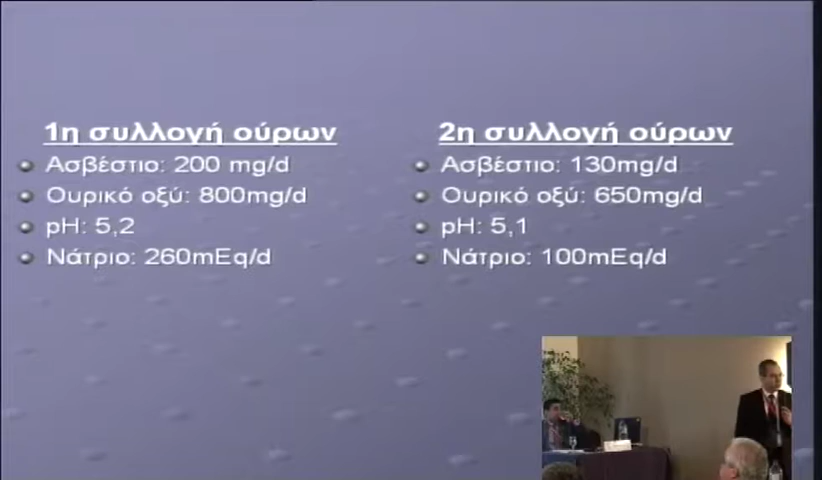 1η συλλογή ούρων
Ασβέστιο: 200 mg/d
Ουρικό οξύ: 800mg/d
pH: 5,2
Νάτριο: 260mEq/d
2η συλλογή ούρων
Ασβέστιο: 130mg/d
Ουρικό οξύ: 650mg/d
pH: 5,1
Νάτριο: 100mEq/d